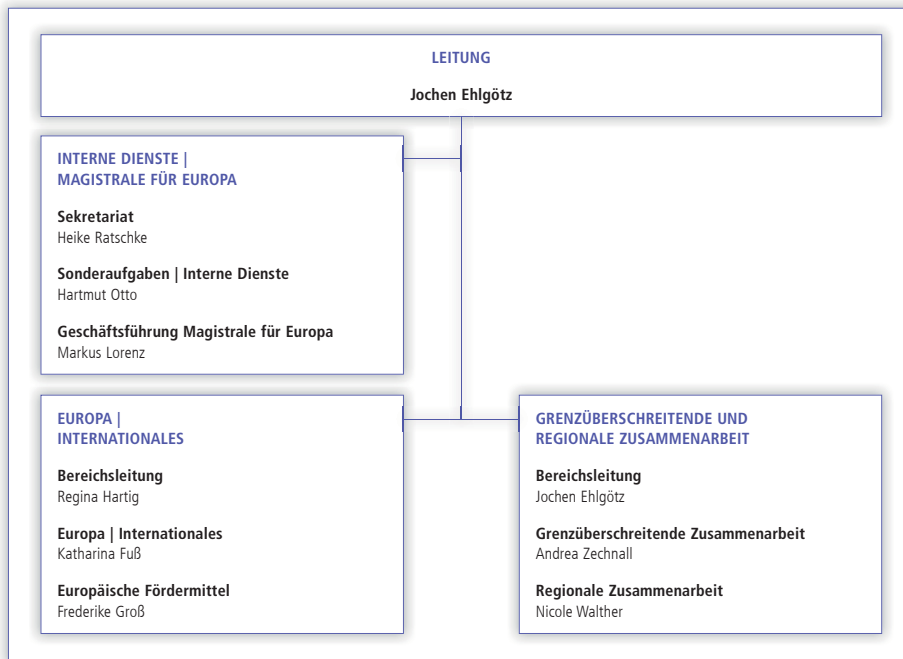 LEITUNG
Jochen Ehlgötz
INTERNE DIENSTE |
MAGISTRALE FÜR EUROPA
Sekretariat
Heike Ratschke
Sonderaufgaben | Interne Dienste
Hartmut Otto
Geschäftsführung Magistrale für Europa
Markus Lorenz
EUROPA |
INTERNATIONALES
Bereichsleitung
Regina Hartig
Europa | Internationales
Katharina Fuß
Europäische Fördermittel
Frederike Groß
GRENZÜBERSCHREITENDE UND
REGIONALE ZUSAMMENARBEIT
Bereichsleitung
Jochen Ehlgötz
Grenzüberschreitende Zusammenarbeit
Andrea Zechnall
Regionale Zusammenarbeit
Nicole Walther